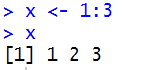 > x <- 1:3
> x
[1] 1 2 3